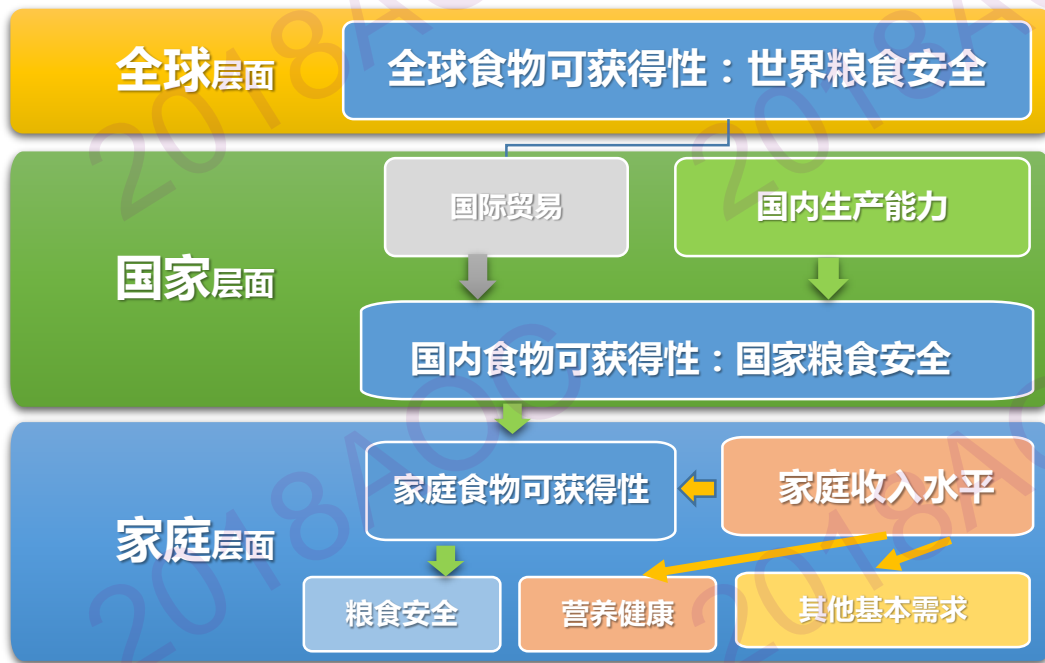 全球层面
全球食物可获得性：世界粮食安全
国际贸易
国内生产能力
国家层面
国内食物可获得性：国家粮食安全
家庭食物可获得性
家庭收入水平
家庭层面
粮食安全
营养健康
其他基本需求
2018AOC
2018AOC
2018AOC
2018AOC